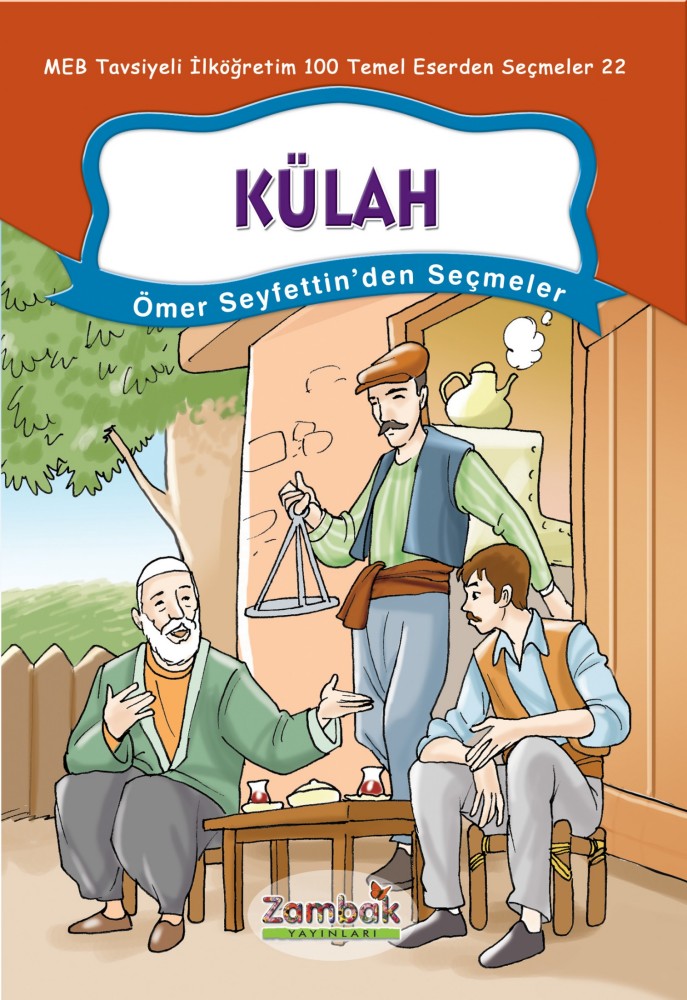 MEB Tavsiyeli İlköğretim 100 Temel Eserden Seçmeler 22
KÜLAH
Ömer Seyfettin'den Seçmeler
Zambak
YAYINLARI